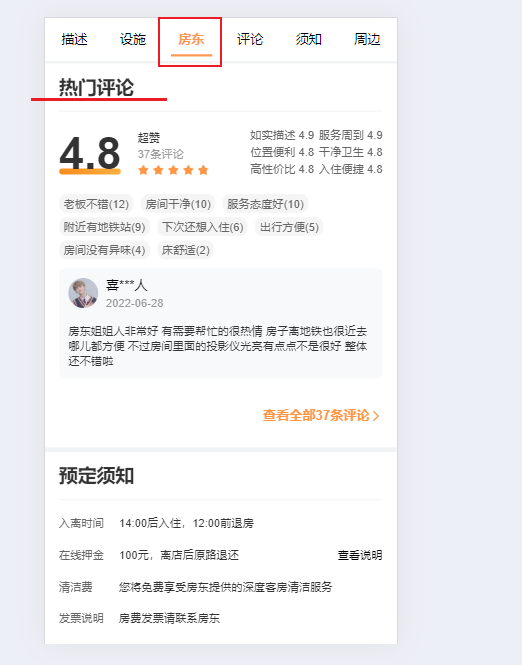 描述 设施 房东 评论 须知 周边
热门评论
4.8 超赞 如实描述 4.9 服务周到 4.9
37条评论 位置便利 4.8 干净卫生 4.8
高性价比 4.8 入住便捷 4.8
老板不错(12) 房间干净(10) 服务态度好(10)
附近有地铁站(9) 下次还想入住(6) 出行方便(5)
房间没有异味(4) 床舒适(2)
喜***人
2022-06-28
房东姐姐人非常好 有需要帮忙的很热情 房子离地铁也很近去
哪儿都方便 不过房间里面的投影仪光亮有点点不是很好 整体
还不错啦
查看全部37条评论
预定须知
入离时间 14:00后入住，12:00前退房
在线押金 100元，离店后原路退还 查看说明
清洁费 您将免费享受房东提供的深度客房清洁服务
发票说明 房费发票请联系房东